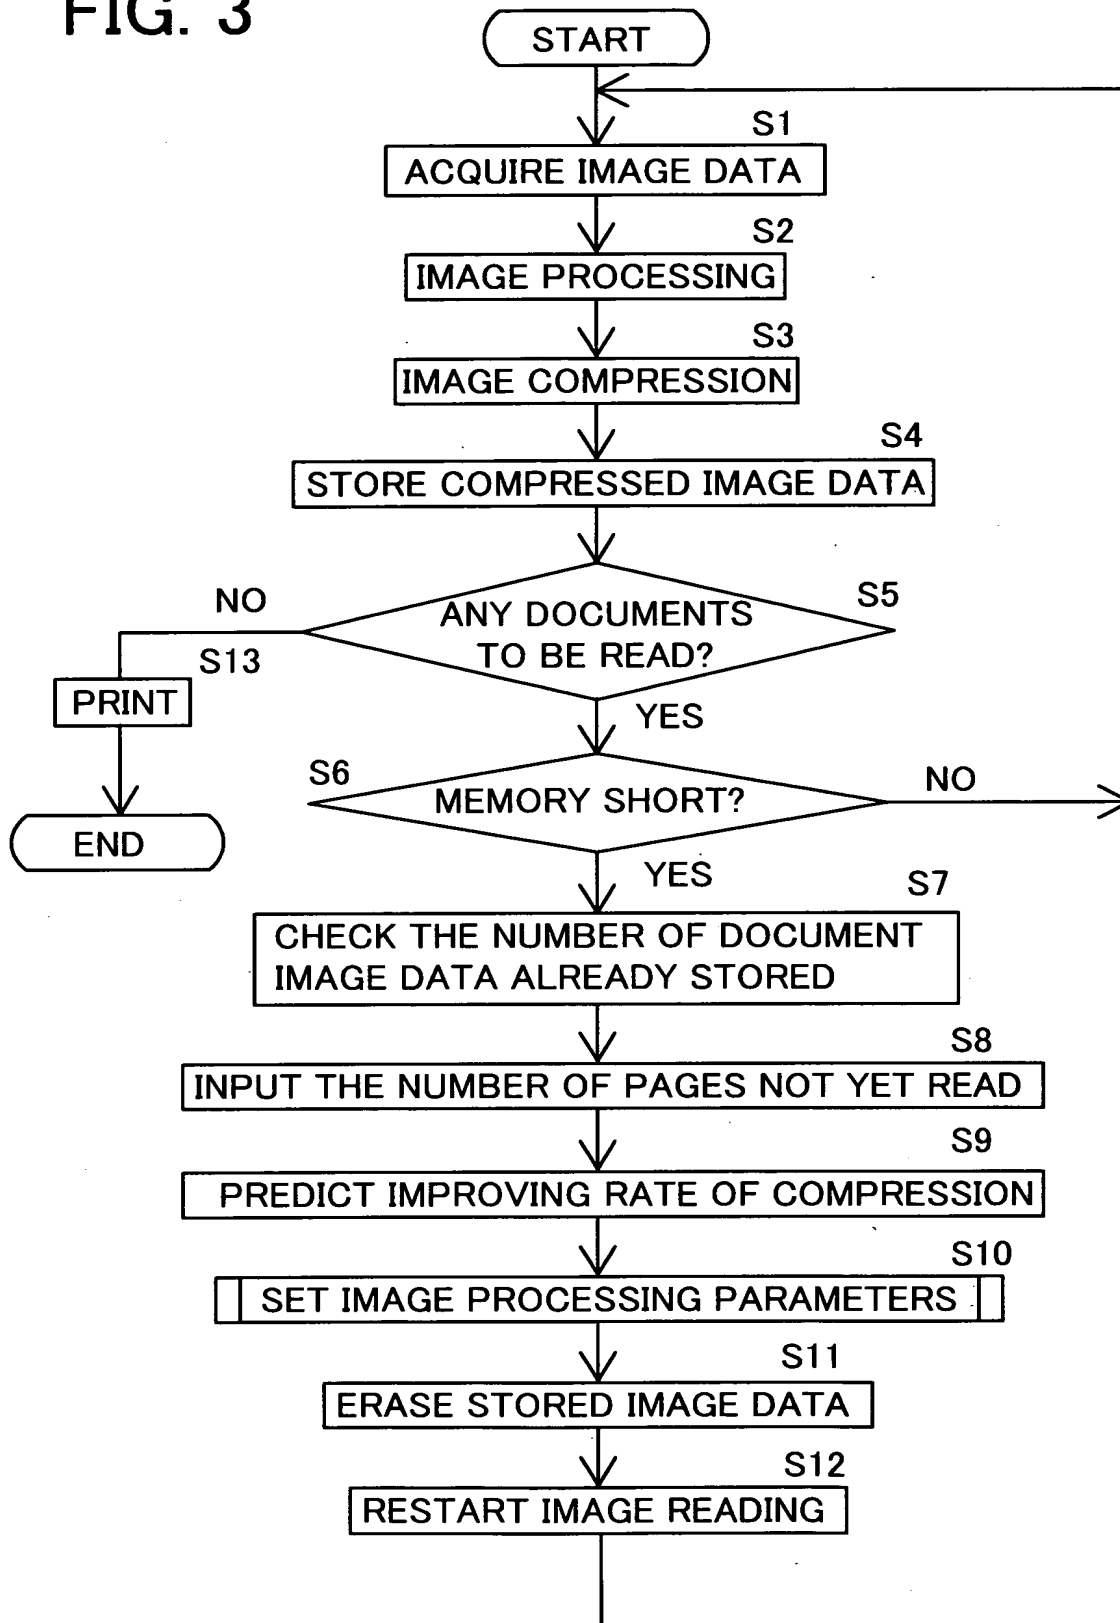 FIG. 3
START
S1
ACQUIRE IMAGE DATA
S2
IMAGE PROCESSING
S3
IMAGE COMPRESSION
S4
STORE COMPRESSED IMAGE DATA
S5
ANY DOCUMENTS
TO BE READ?
NO
S13
PRINT
END
YES
S6
MEMORY SHORT?
NO
YES
S7
CHECK THE NUMBER OF DOCUMENT
IMAGE DATA ALREADY STORED
S8
INPUT THE NUMBER OF PAGES NOT YET READ
S9
PREDICT IMPROVING RATE OF COMPRESSION
S10
SET IMAGE PROCESSING PARAMETERS
S11
ERASE STORED IMAGE DATA
S12
RESTART IMAGE READING